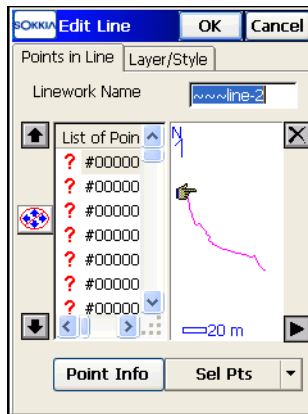 SOKKIA Edit Line OK Cancel
Points in Line Layer/Style
Linework Name ~~~line-2
List of Poin
? #00000
? #00000
? #00000
? #00000
? #00000
? #00000
? #00000
N
20 m
Point Info Sel Pts